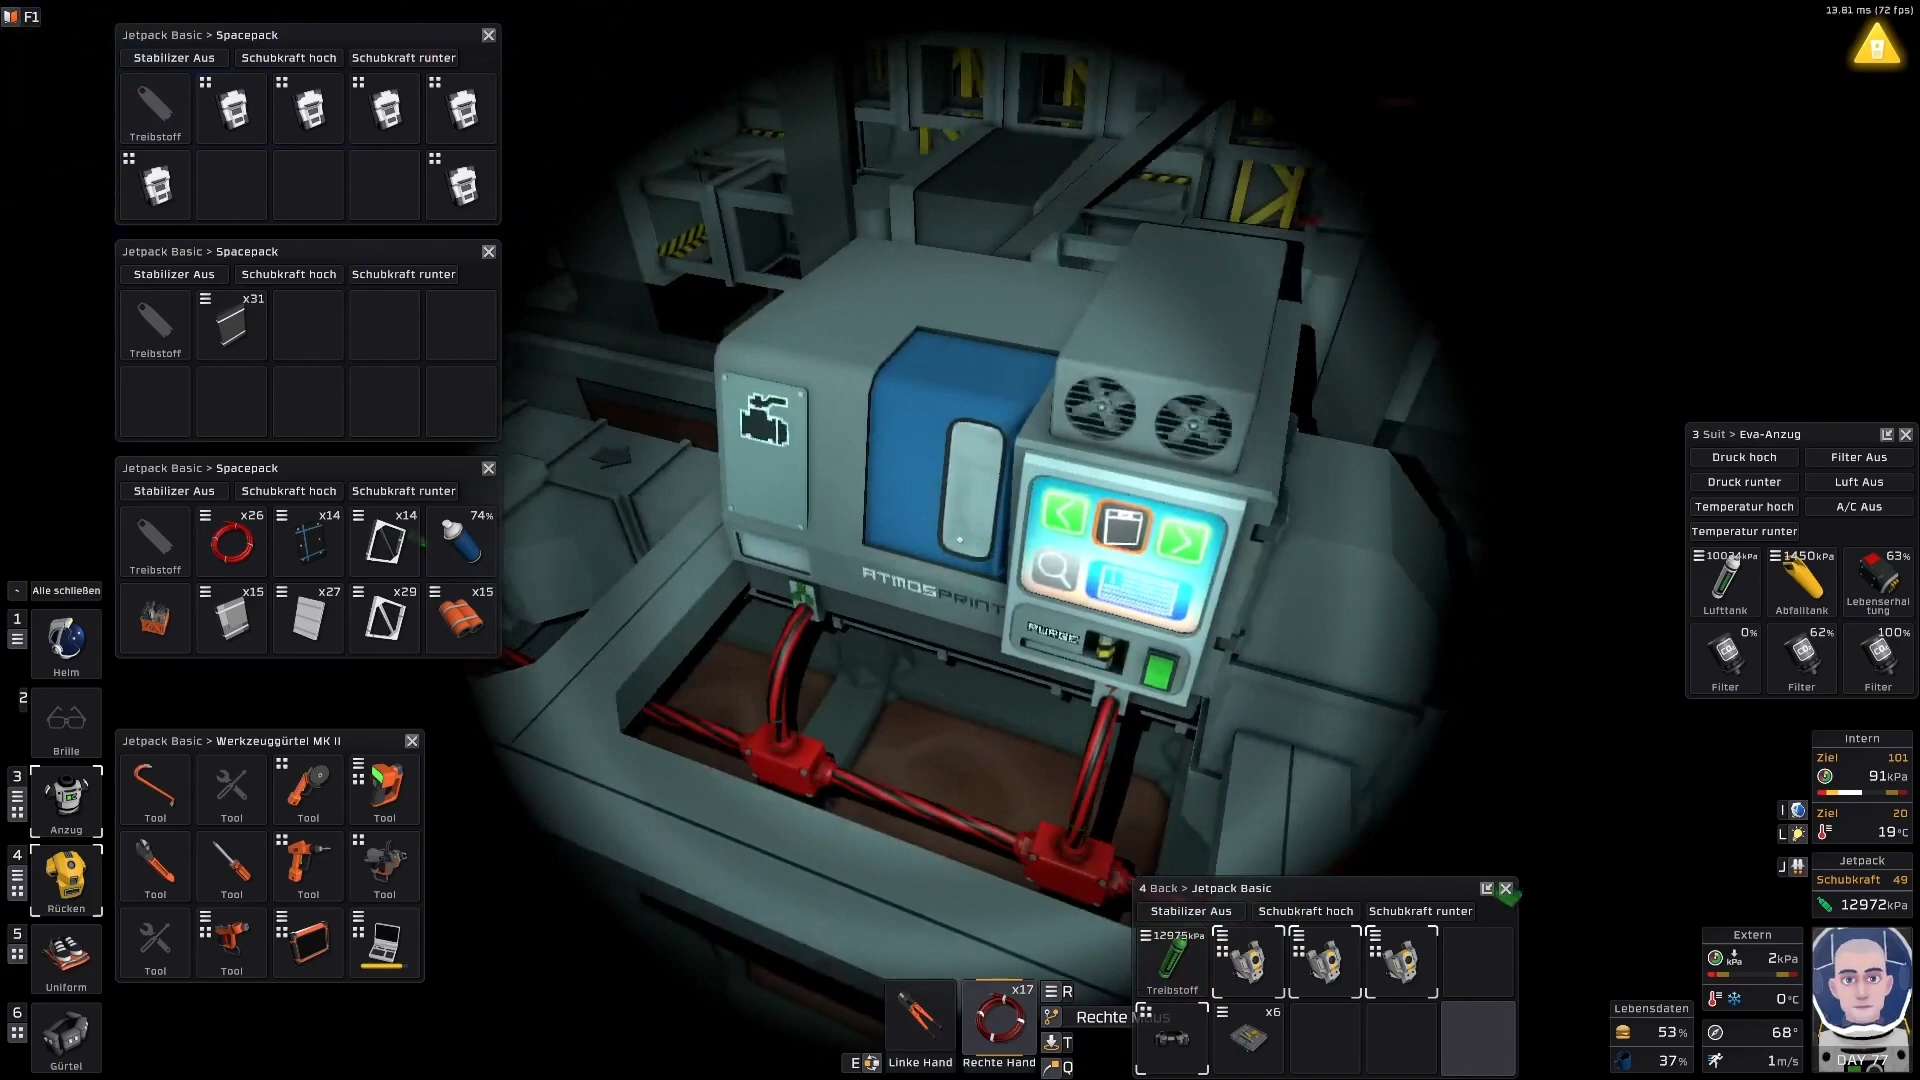 F1
13.81 ms (72 fps)
Jetpack Basic > Spacepack
Stabilizer Aus
Schubkraft hoch
Schubkraft runter
Treibstoff
Jetpack Basic > Spacepack
Stabilizer Aus
Schubkraft hoch
Schubkraft runter
x31
Treibstoff
Jetpack Basic > Spacepack
Stabilizer Aus
Schubkraft hoch
Schubkraft runter
x26
x14
x14
74%
Treibstoff
x15
x27
x29
x15
~
Alle schließen
1
Helm
2
Brille
3
Anzug
4
Rücken
5
Uniform
6
Gürtel
Jetpack Basic > Werkzeuggürtel MK II
Tool
Tool
Tool
Tool
Tool
Tool
Tool
Tool
Tool
Tool
ATMOSPRINT
PURGE
3 Suit > Eva-Anzug
Druck hoch
Filter Aus
Druck runter
Luft Aus
Temperatur hoch
A/C Aus
Temperatur runter
10024kPa
1450kPa
63%
Lufttank
Abfalltank
Lebenserhaltung
0%
62%
100%
Filter
Filter
Filter
Intern
Ziel 101
91kPa
Ziel 20
19°C
I
L
J
Jetpack
Schubkraft 49
12972kPa
Extern
kPa
2kPa
0°C
68°
1m/s
Lebensdaten
53%
37%
DAY 77
4 Back > Jetpack Basic
Stabilizer Aus
Schubkraft hoch
Schubkraft runter
12975kPa
Treibstoff
x6
E
Linke Hand
x17
Rechte Hand
R
Rechte Maus
T
Q